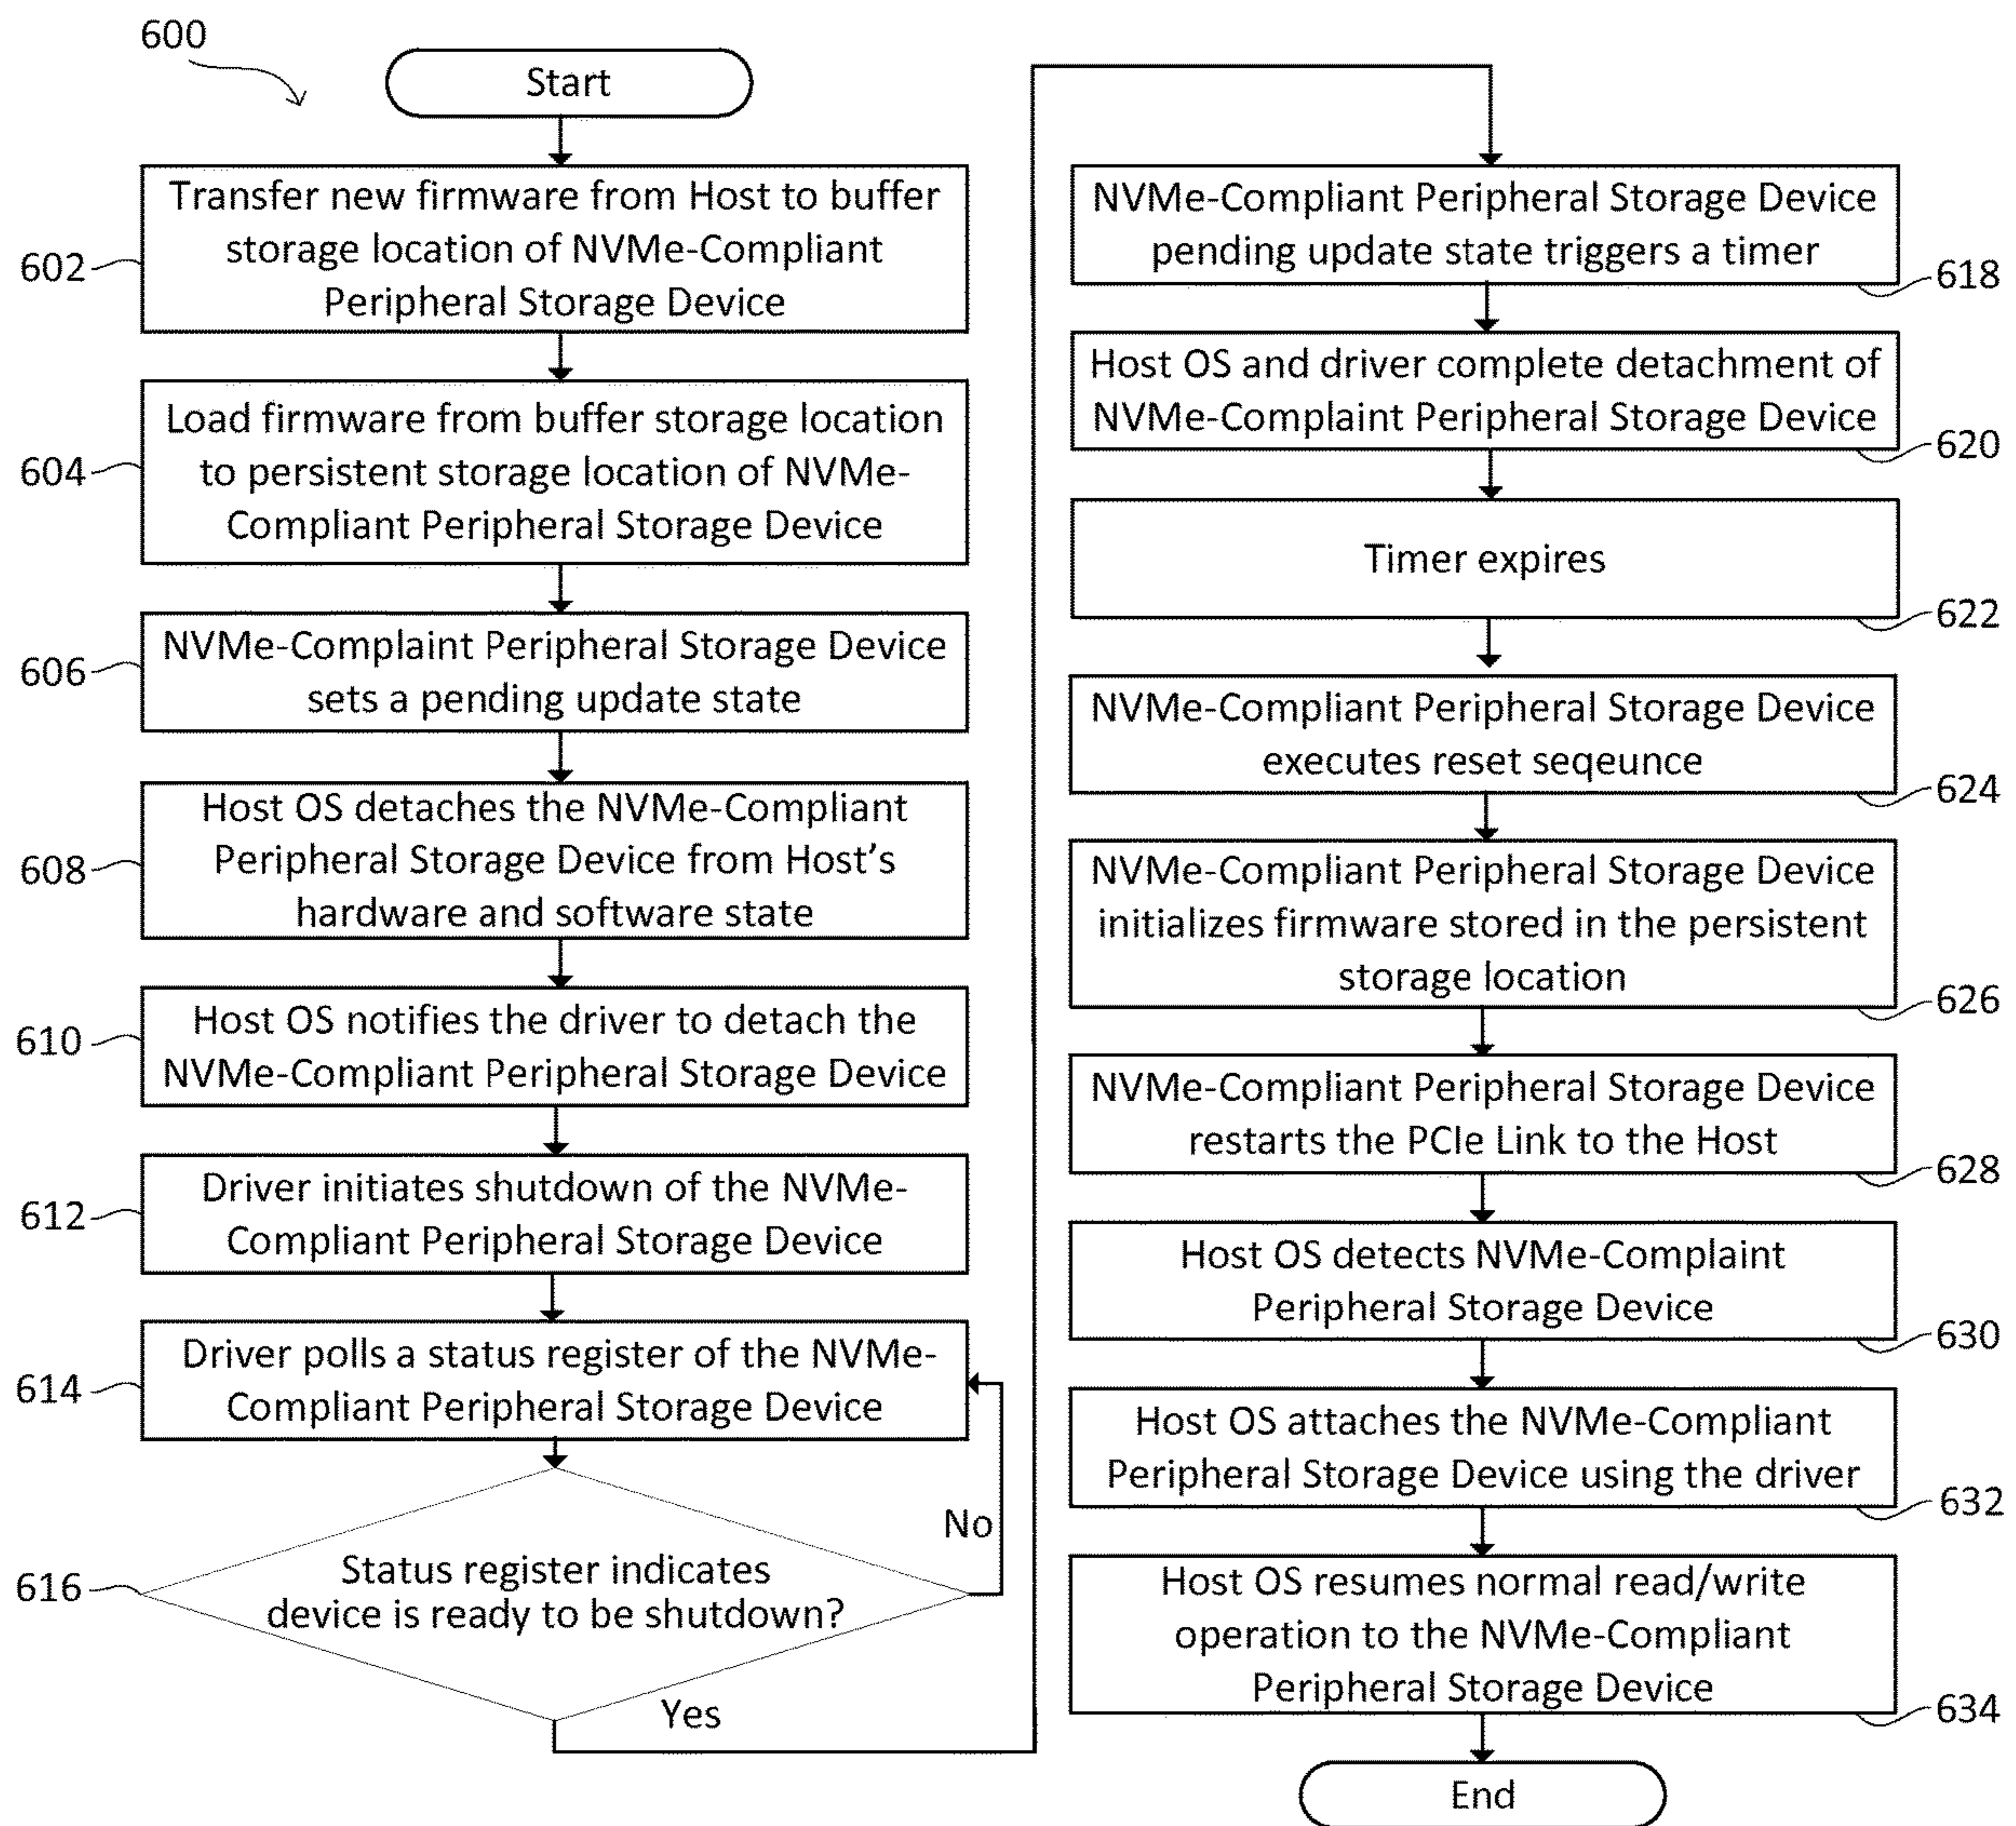 600
Start
Transfer new firmware from Host to buffer
storage location of NVMe-Compliant
Peripheral Storage Device
602
Load firmware from buffer storage location
to persistent storage location of NVMe-
Compliant Peripheral Storage Device
604
NVMe-Complaint Peripheral Storage Device
sets a pending update state
606
Host OS detaches the NVMe-Compliant
Peripheral Storage Device from Host's
hardware and software state
608
Host OS notifies the driver to detach the
NVMe-Compliant Peripheral Storage Device
610
Driver initiates shutdown of the NVMe-
Compliant Peripheral Storage Device
612
Driver polls a status register of the NVMe-
Compliant Peripheral Storage Device
614
Status register indicates
device is ready to be shutdown?
616
No
Yes
NVMe-Compliant Peripheral Storage Device
pending update state triggers a timer
618
Host OS and driver complete detachment of
NVMe-Complaint Peripheral Storage Device
620
Timer expires
622
NVMe-Compliant Peripheral Storage Device
executes reset seqeunce
624
NVMe-Compliant Peripheral Storage Device
initializes firmware stored in the persistent
storage location
626
NVMe-Compliant Peripheral Storage Device
restarts the PCIe Link to the Host
628
Host OS detects NVMe-Complaint
Peripheral Storage Device
630
Host OS attaches the NVMe-Compliant
Peripheral Storage Device using the driver
632
Host OS resumes normal read/write
operation to the NVMe-Compliant
Peripheral Storage Device
634
End